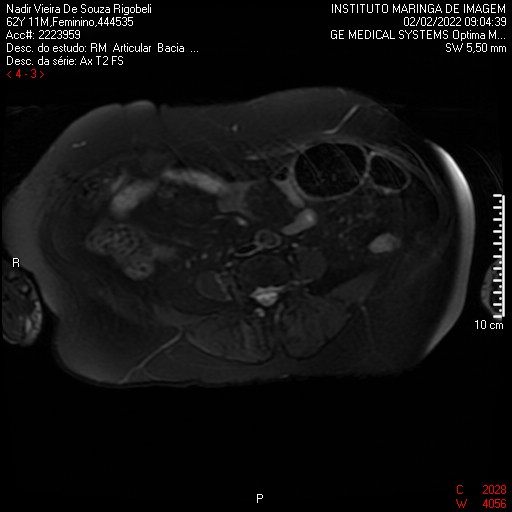 Nadir Vieira De Souza Rigobeli
62Y 11M,Feminino,444535
Acc#: 2223959
Desc. do estudo: RM Articular Bacia ...
Desc. da série: Ax T2 FS
< 4 - 3 >
INSTITUTO MARINGA DE IMAGEM
02/02/2022 09:04:39
GE MEDICAL SYSTEMS Optima M...
SW 5,50 mm
R
10 cm
P
C 2028
W 4056